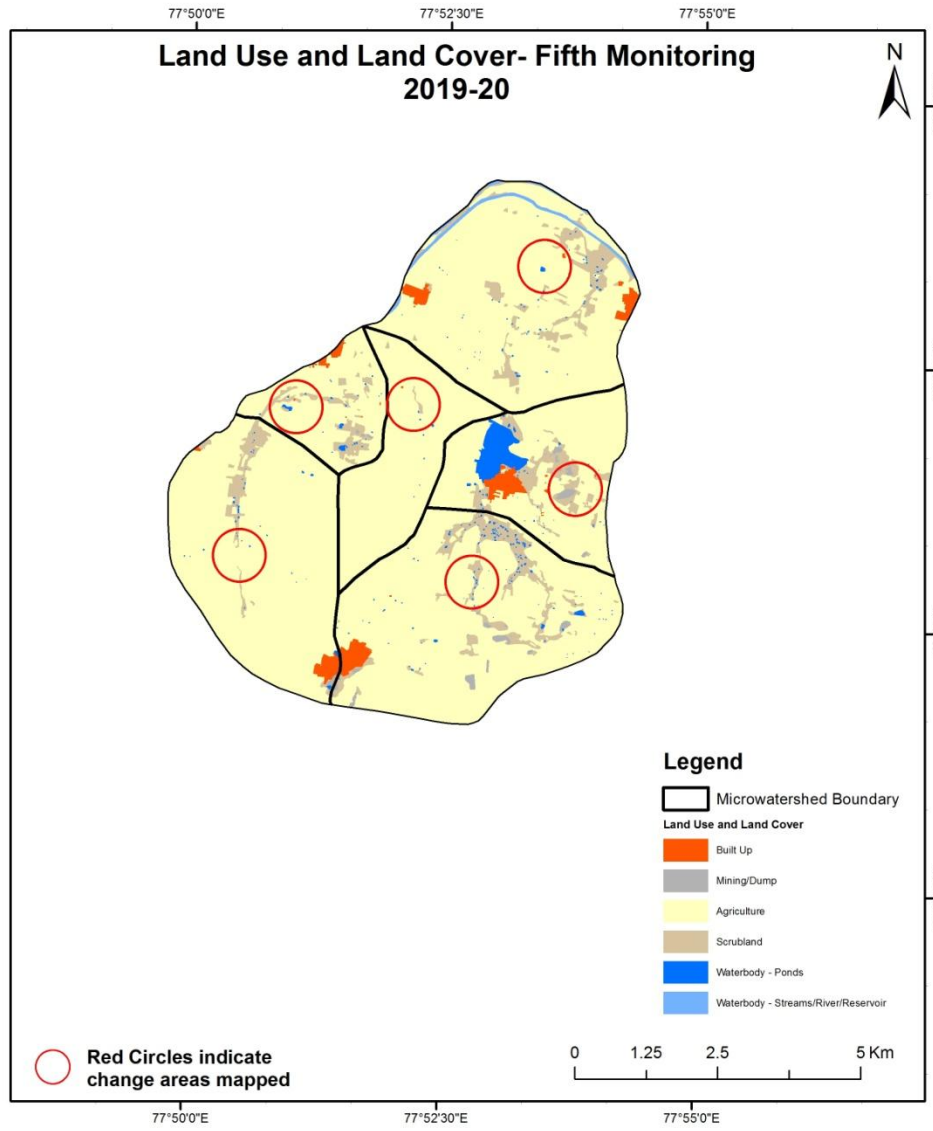 77°50'0"E 77°52'30"E 77°55'0"E
Land Use and Land Cover- Fifth Monitoring
2019-20
N
Legend
Microwatershed Boundary
Land Use and Land Cover
Built Up
Mining/Dump
Agriculture
Scrubland
Waterbody - Ponds
Waterbody - Streams/River/Reservoir
Red Circles indicate
change areas mapped
0 1.25 2.5 5 Km
77°50'0"E 77°52'30"E 77°55'0"E